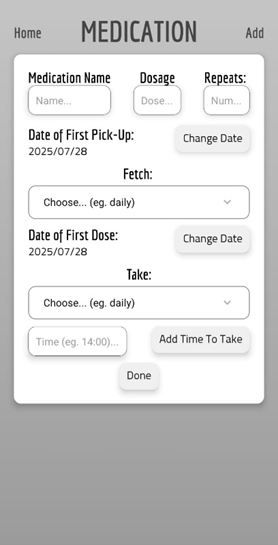 Home MEDICATION Add
Medication Name Dosage Repeats:
Name... Dose... Num...
Date of First Pick-Up:
2025/07/28
Change Date
Fetch:
Choose... (eg. daily)
Date of First Dose:
2025/07/28
Change Date
Take:
Choose... (eg. daily)
Time (eg. 14:00)... Add Time To Take
Done